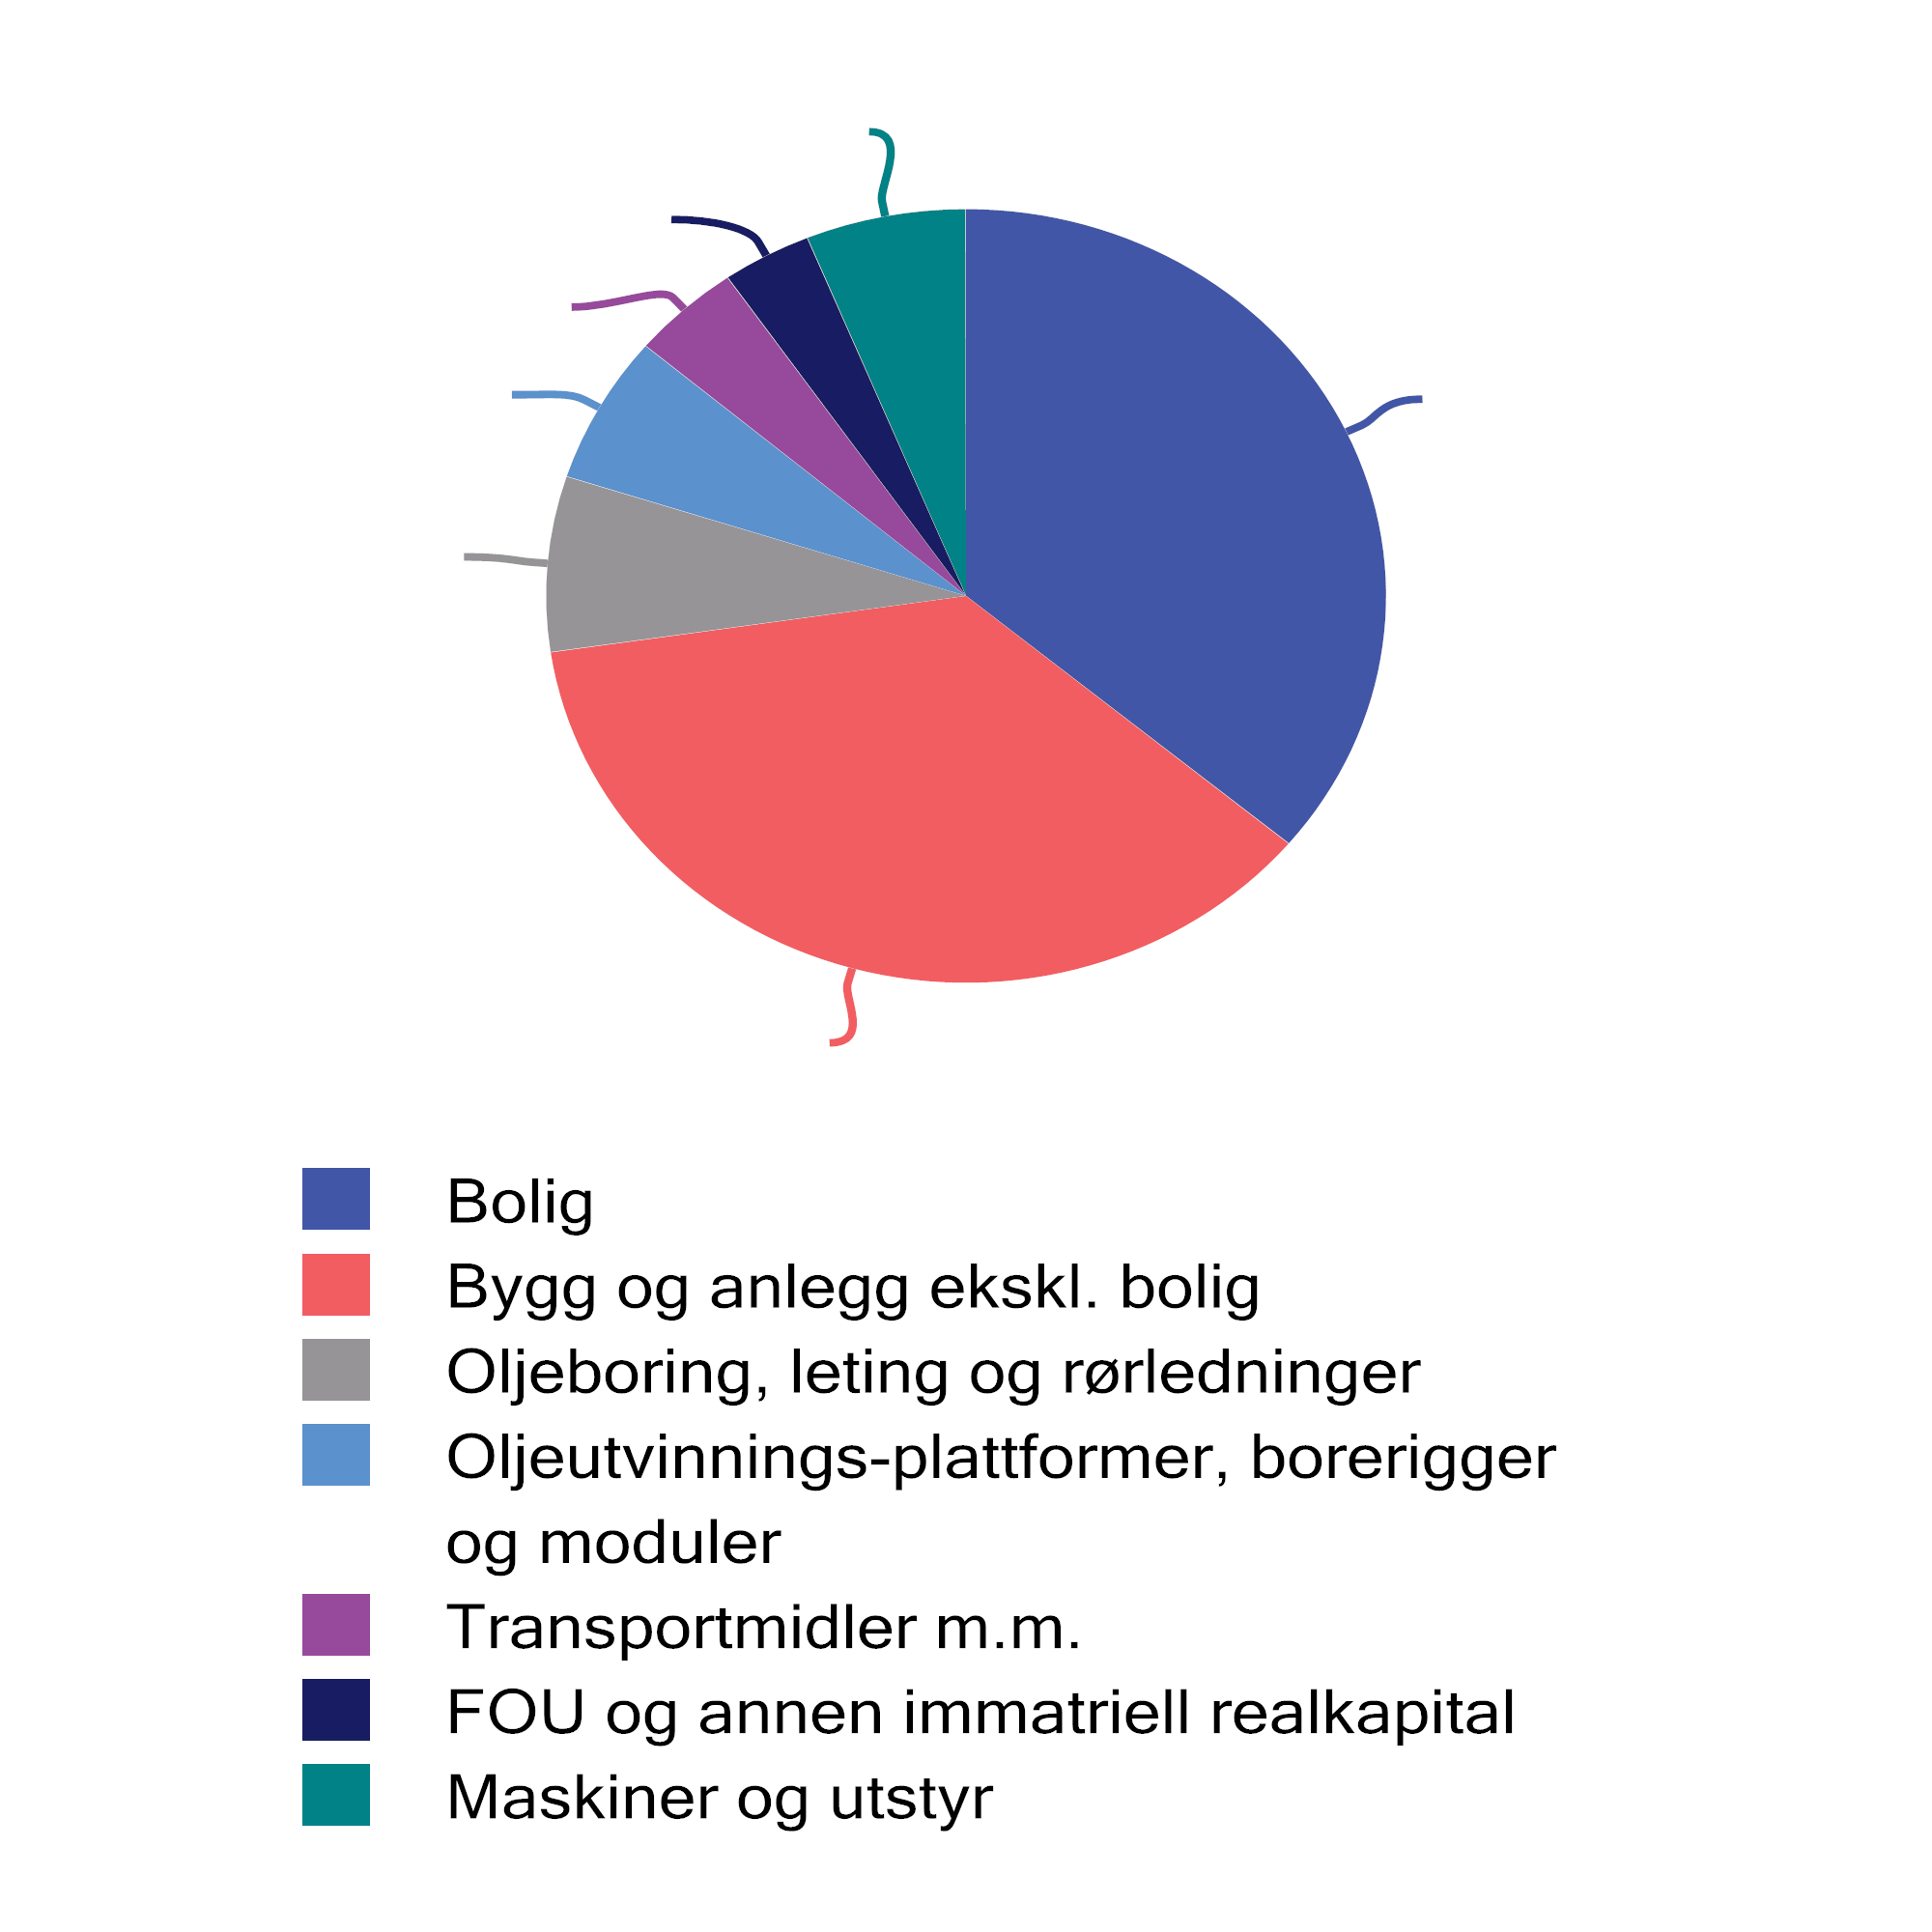 Bolig
Bygg og anlegg ekskl. bolig
Oljeboring, leting og rørledninger
Oljeutvinnings-plattformer, borerigger
og moduler
Transportmidler m.m.
FOU og annen immatriell realkapital
Maskiner og utstyr